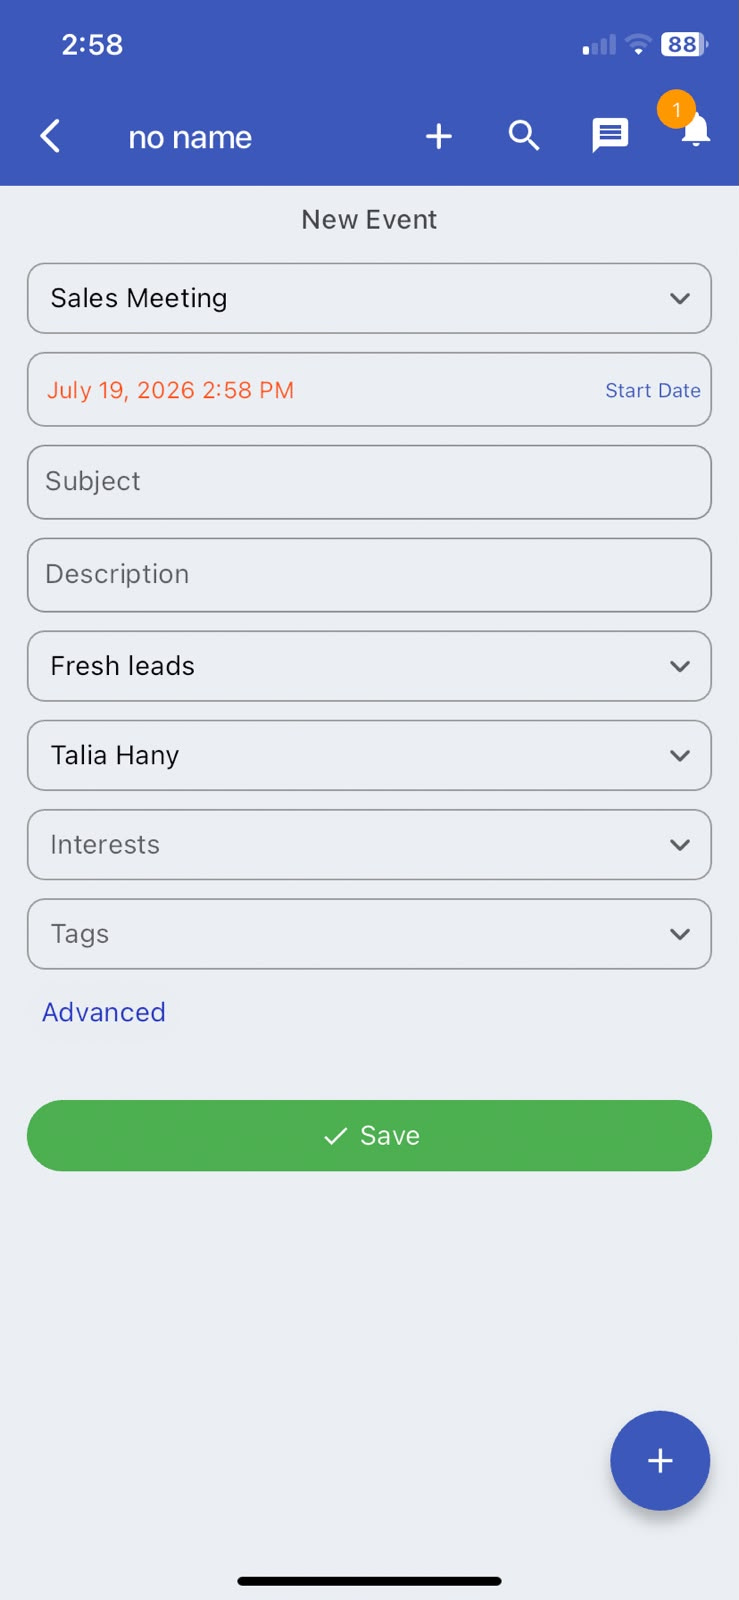 2:58
88
no name
1
New Event
Sales Meeting
July 19, 2026 2:58 PM
Start Date
Subject
Description
Fresh leads
Talia Hany
Interests
Tags
Advanced
Save